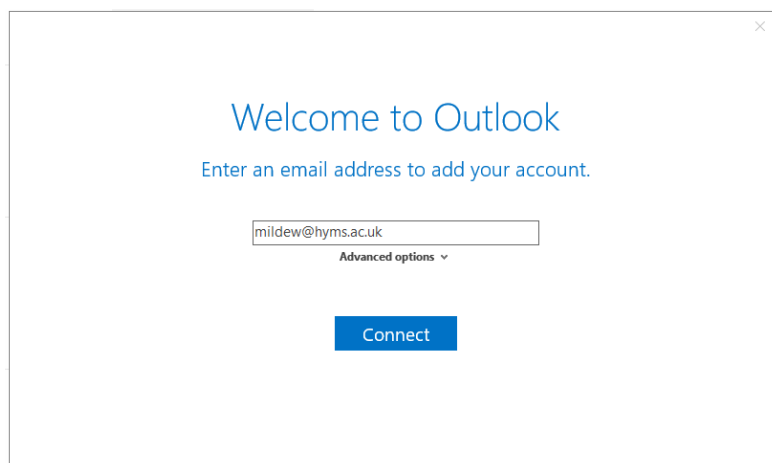 Welcome to Outlook
Enter an email address to add your account.
mildew@hyms.ac.uk
Advanced options
Connect